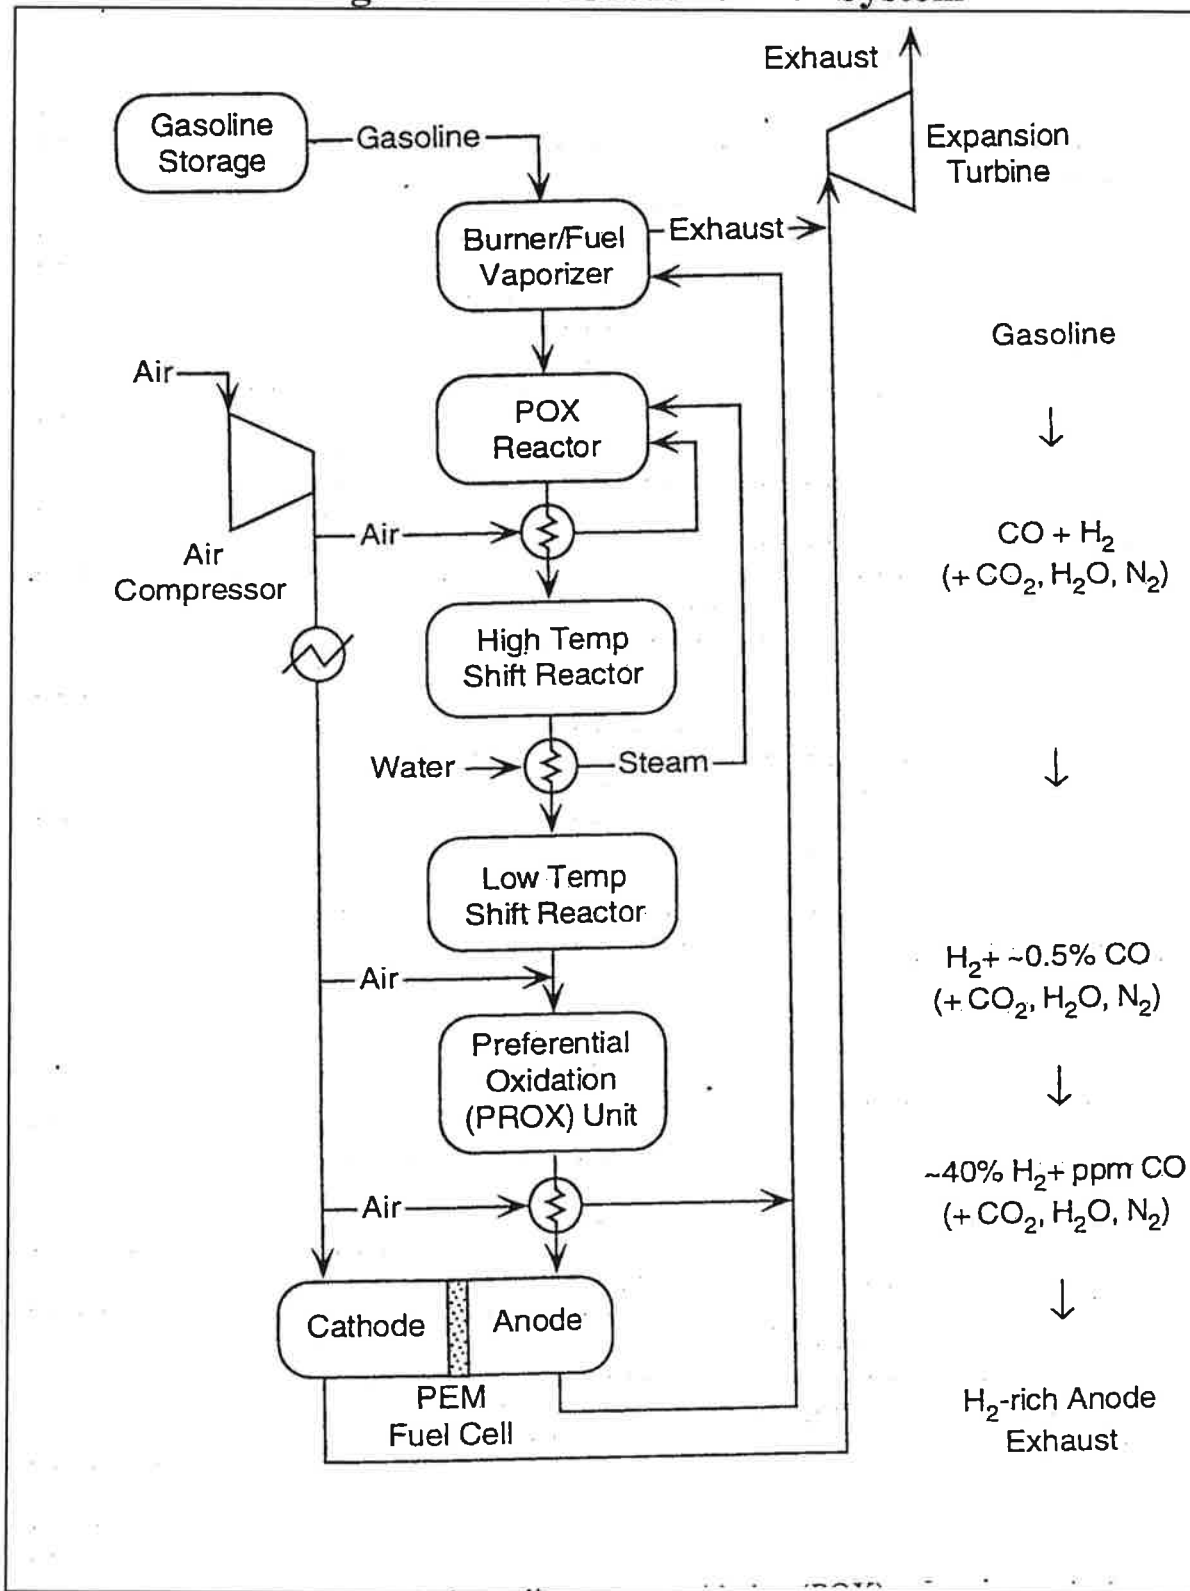 System
Exhaust
Gasoline
Storage
Gasoline
Expansion
Turbine
Burner/Fuel
Vaporizer
Exhaust
Gasoline
Air
POX
Reactor
↓
Air
Compressor
Air
CO + H₂
(+ CO₂, H₂O, N₂)
High Temp
Shift Reactor
Water
Steam
↓
Low Temp
Shift Reactor
Air
H₂+ ~0.5% CO
(+ CO₂, H₂O, N₂)
Preferential
Oxidation
(PROX) Unit
↓
Air
~40% H₂+ ppm CO
(+ CO₂, H₂O, N₂)
Cathode
Anode
↓
PEM
Fuel Cell
H₂-rich Anode
Exhaust